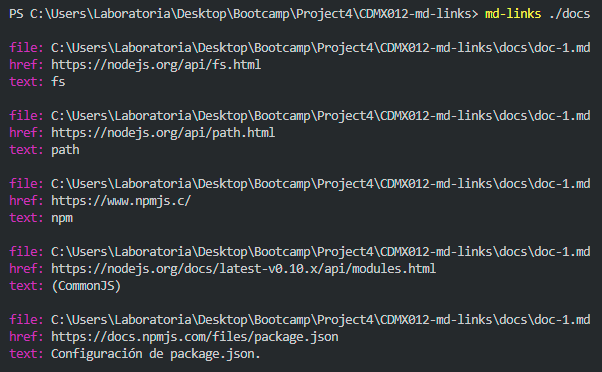 PS C:\Users\Laboratoria\Desktop\Bootcamp\Project4\CDMX012-md-links> md-links ./docs
file: C:\Users\Laboratoria\Desktop\Bootcamp\Project4\CDMX012-md-links\docs\doc-1.md
href: https://nodejs.org/api/fs.html
text: fs
file: C:\Users\Laboratoria\Desktop\Bootcamp\Project4\CDMX012-md-links\docs\doc-1.md
href: https://nodejs.org/api/path.html
text: path
file: C:\Users\Laboratoria\Desktop\Bootcamp\Project4\CDMX012-md-links\docs\doc-1.md
href: https://www.npmjs.c/
text: npm
file: C:\Users\Laboratoria\Desktop\Bootcamp\Project4\CDMX012-md-links\docs\doc-1.md
href: https://nodejs.org/docs/latest-v0.10.x/api/modules.html
text: (CommonJS)
file: C:\Users\Laboratoria\Desktop\Bootcamp\Project4\CDMX012-md-links\docs\doc-1.md
href: https://docs.npmjs.com/files/package.json
text: Configuración de package.json.